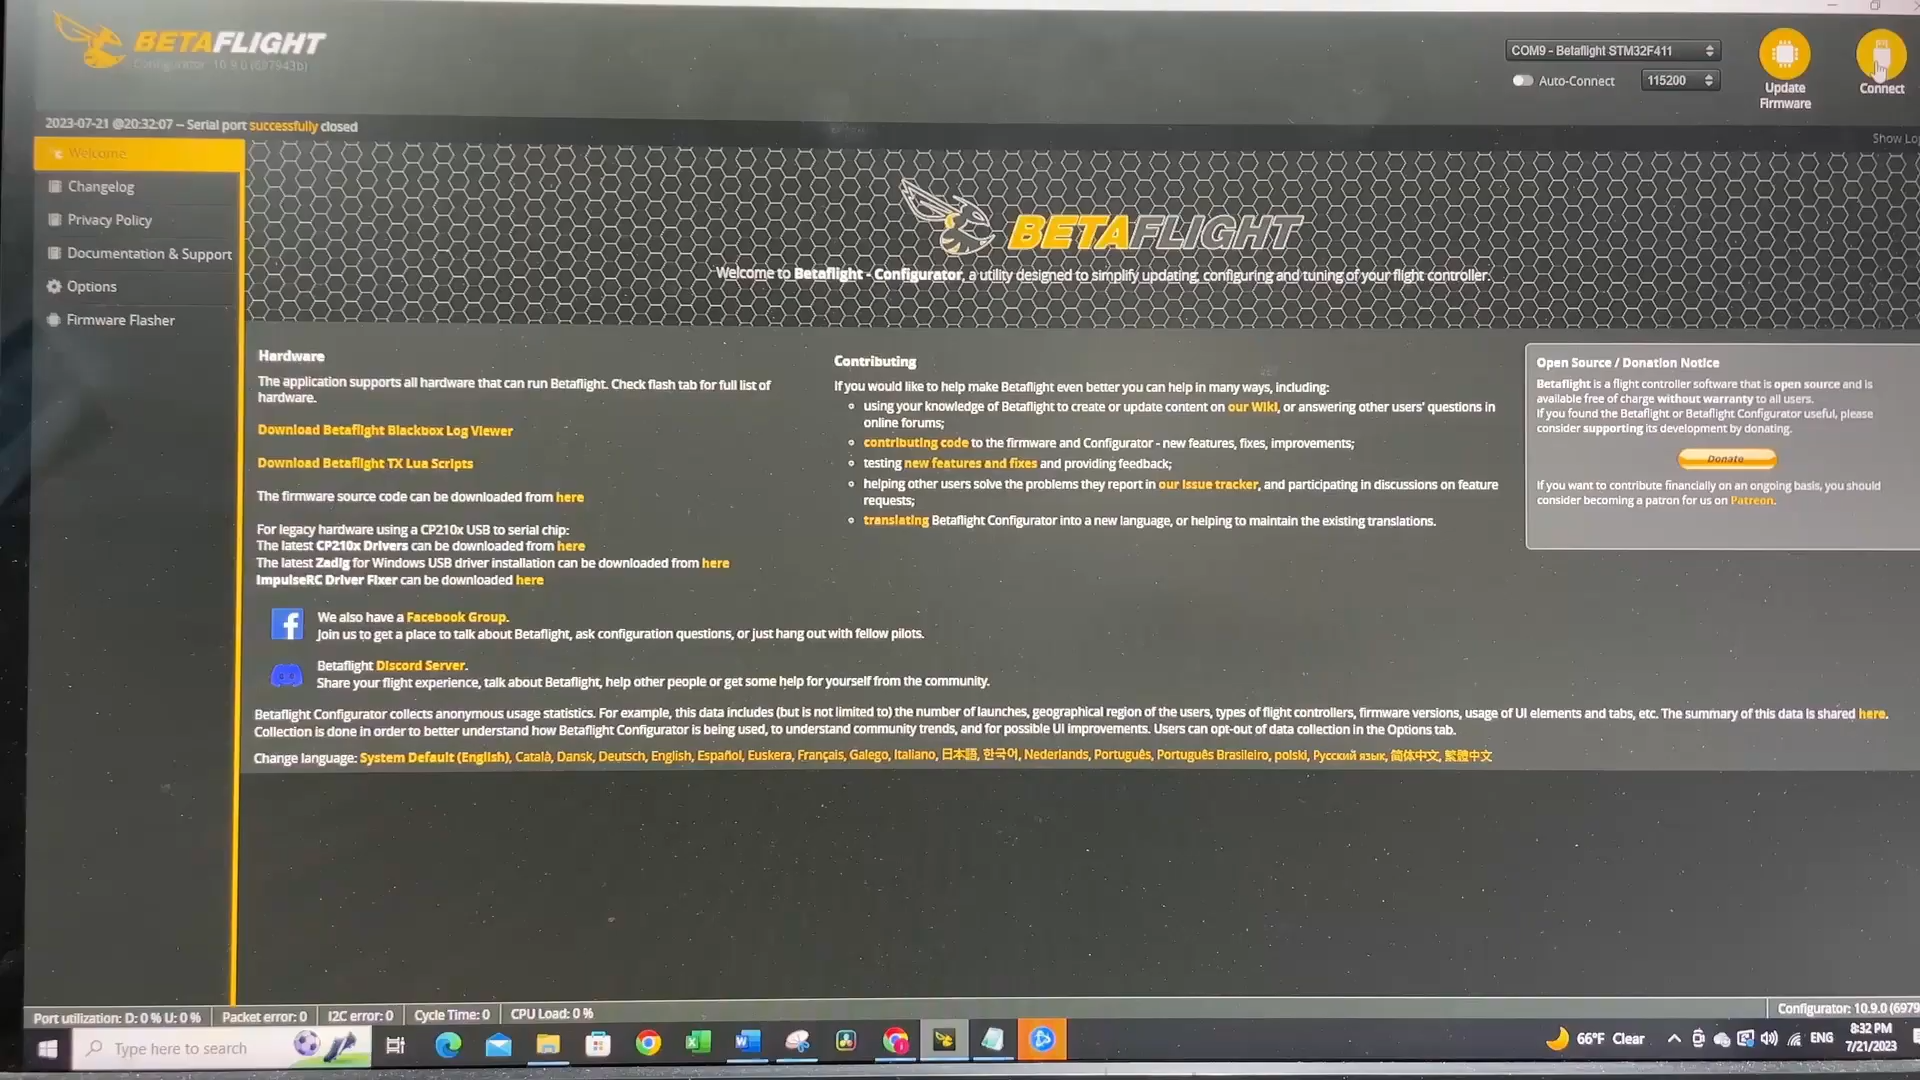 BETAFLIGHT
Configurator 10.9.0 (697943b)
COM9 - Betaflight STM32F411
Auto-Connect
115200
Update
Firmware
Connect
2023-07-21 @20:32:07 -- Serial port successfully closed
Show Log
Welcome
Changelog
Privacy Policy
Documentation & Support
Options
Firmware Flasher
BETAFLIGHT
Welcome to Betaflight - Configurator, a utility designed to simplify updating, configuring and tuning of your flight controller.
Hardware
The application supports all hardware that can run Betaflight. Check flash tab for full list of
hardware.
Download Betaflight Blackbox Log Viewer
Download Betaflight TX Lua Scripts
The firmware source code can be downloaded from here
For legacy hardware using a CP210x USB to serial chip:
The latest CP210x Drivers can be downloaded from here
The latest Zadig for Windows USB driver installation can be downloaded from here
ImpulseRC Driver Fixer can be downloaded here
We also have a Facebook Group.
Join us to get a place to talk about Betaflight, ask configuration questions, or just hang out with fellow pilots.
Betaflight Discord Server.
Share your flight experience, talk about Betaflight, help other people or get some help for yourself from the community.
Contributing
If you would like to help make Betaflight even better you can help in many ways, including:
using your knowledge of Betaflight to create or update content on our Wiki, or answering other users' questions in
online forums;
contributing code to the firmware and Configurator - new features, fixes, improvements;
testing new features and fixes and providing feedback;
helping other users solve the problems they report in our issue tracker, and participating in discussions on feature
requests;
translating Betaflight Configurator into a new language, or helping to maintain the existing translations.
Open Source / Donation Notice
Betaflight is a flight controller software that is open source and is
available free of charge without warranty to all users.
If you found the Betaflight or Betaflight Configurator useful, please
consider supporting its development by donating.
Donate
If you want to contribute financially on an ongoing basis, you should
consider becoming a patron for us on Patreon.
Betaflight Configurator collects anonymous usage statistics. For example, this data includes (but is not limited to) the number of launches, geographical region of the users, types of flight controllers, firmware versions, usage of UI elements and tabs, etc. The summary of this data is shared here.
Collection is done in order to better understand how Betaflight Configurator is being used, to understand community trends, and for possible UI improvements. Users can opt-out of data collection in the Options tab.
Change language: System Default (English), Català, Dansk, Deutsch, English, Español, Euskera, Français, Galego, Italiano, 日本語, 한국어, Nederlands, Português, Português Brasileiro, polski, Русский язык, 简体中文, 繁體中文
Port utilization: D: 0 % U: 0 %
Packet error: 0
I2C error: 0
Cycle Time: 0
CPU Load: 0 %
Configurator: 10.9.0 (6979
Type here to search
66°F Clear
ENG
8:32 PM
7/21/2023